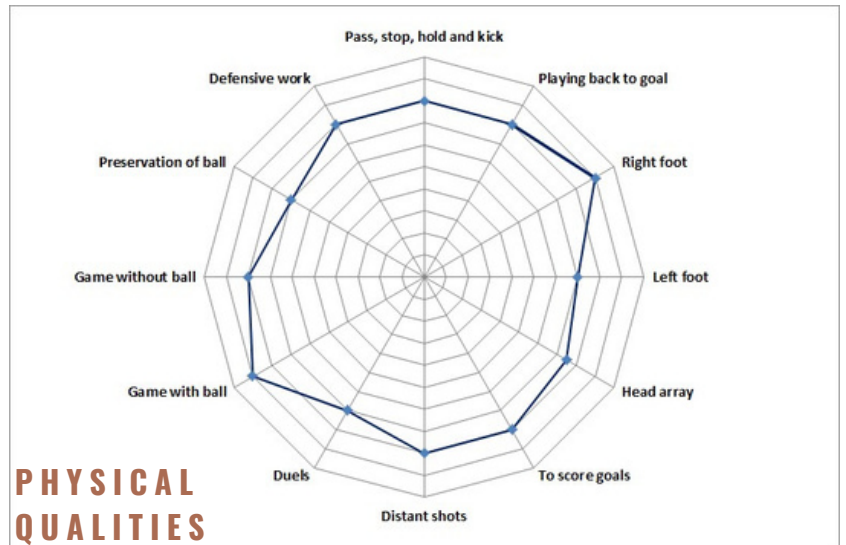 Pass, stop, hold and kick
Defensive work
Playing back to goal
Preservation of ball
Right foot
Game without ball
Left foot
Game with ball
Head array
Duels
To score goals
Distant shots
PHYSICAL
QUALITIES